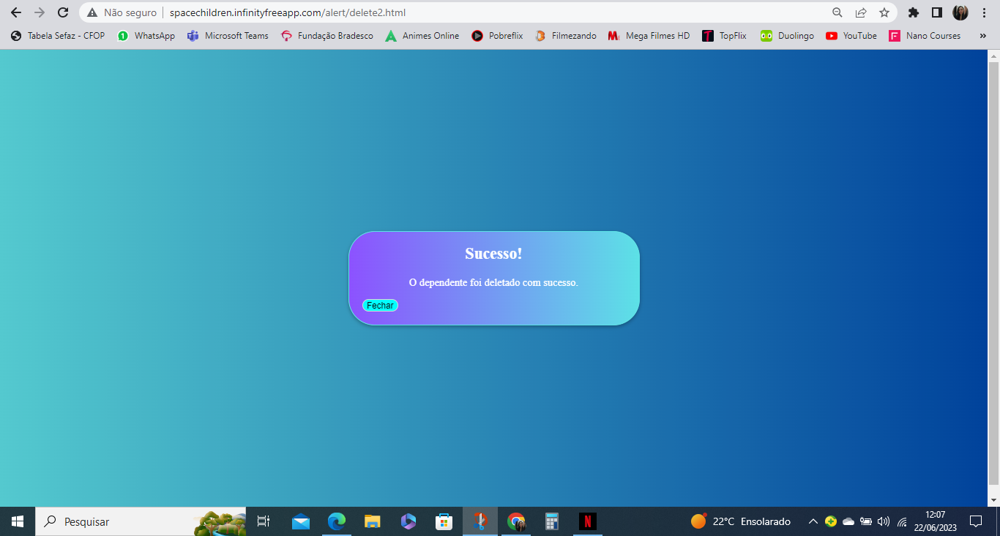 Não seguro spacechildren.infinityfreeapp.com/alert/delete2.html
Tabela Sefaz - CFOP WhatsApp Microsoft Teams Fundação Bradesco Animes Online Pobreflix Filmezando Mega Filmes HD TopFlix Duolingo YouTube Nano Courses »
Sucesso!
O dependente foi deletado com sucesso.
Fechar
Pesquisar 22°C Ensolarado 12:07
22/06/2023